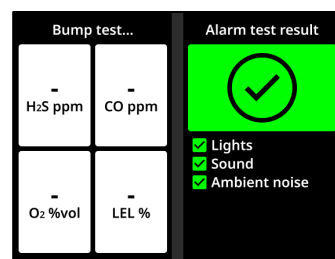 Bump test...
-
H₂S ppm
-
CO ppm
-
O₂ %vol
-
LEL %
Alarm test result
Lights
Sound
Ambient noise